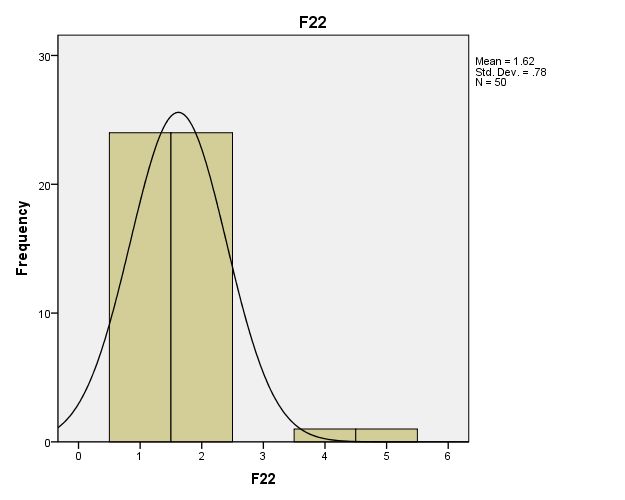 F22
Mean = 1.62
Std. Dev. = .78
N = 50
Frequency
30
20
10
0
0 1 2 3 4 5 6
F22